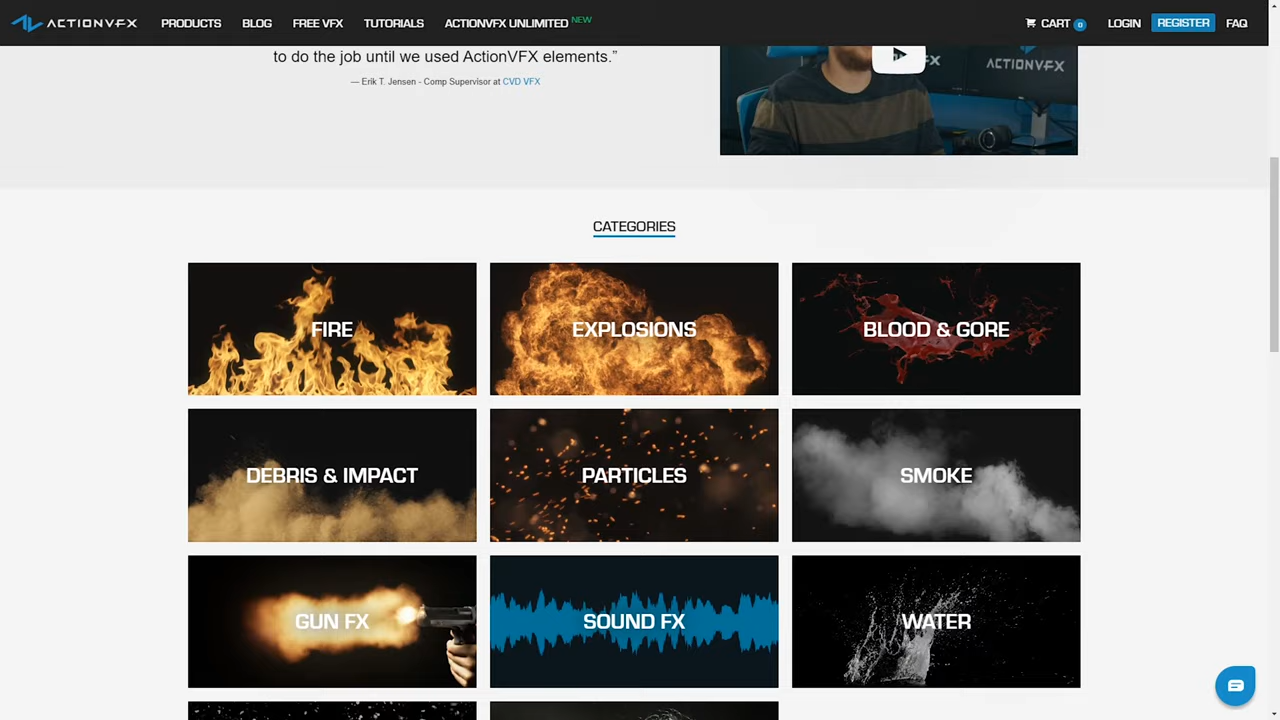 ACTIONVFX PRODUCTS BLOG FREE VFX TUTORIALS ACTIONVFX UNLIMITED NEW CART 0 LOGIN REGISTER FAQ
to do the job until we used ActionVFX elements.”
— Erik T. Jensen - Comp Supervisor at CVD VFX
ACTIONVFX
CATEGORIES
FIRE
EXPLOSIONS
BLOOD & GORE
DEBRIS & IMPACT
PARTICLES
SMOKE
GUN FX
SOUND FX
WATER